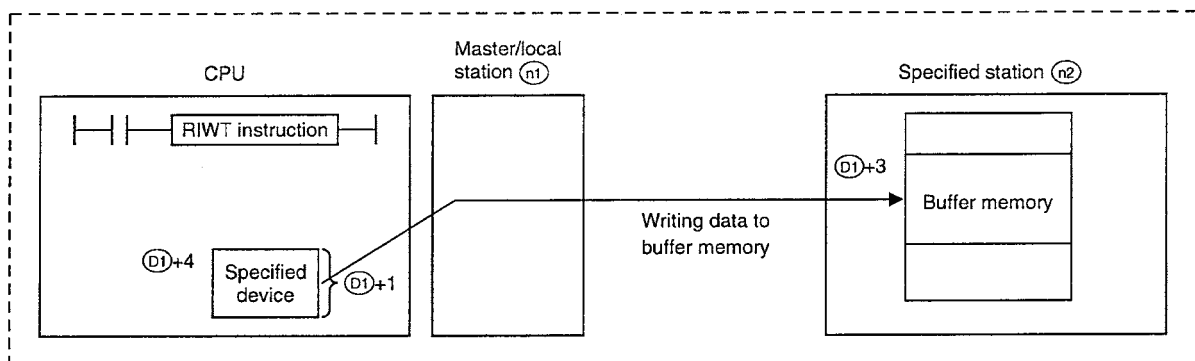 Master/local
station n1
CPU
Specified station n2
RIWT instruction
D1+3
Buffer memory
Writing data to
buffer memory
D1+4
Specified
device
D1+1